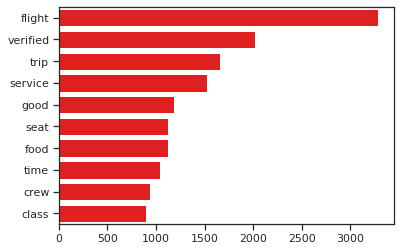 flight
verified
trip
service
good
seat
food
time
crew
class
0 500 1000 1500 2000 2500 3000